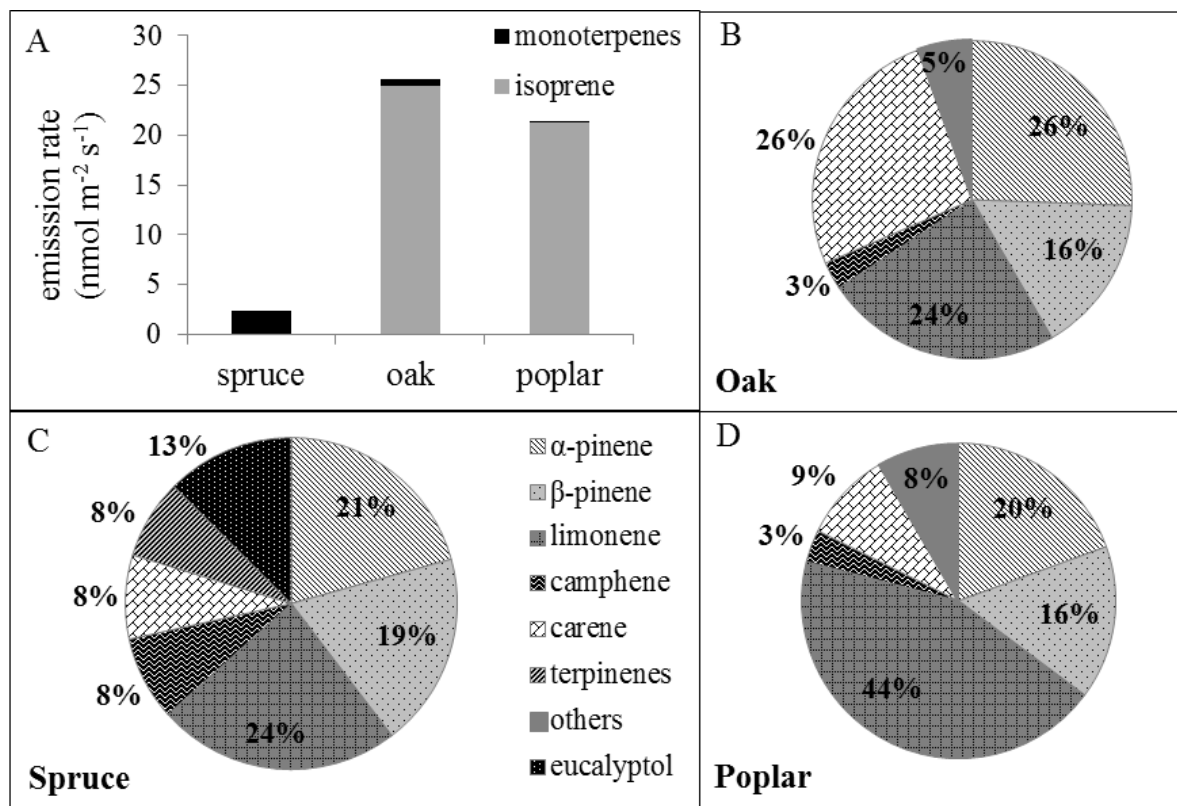 A
30
25
20
15
10
5
0
emisssion rate
(nmol m⁻² s⁻¹)
monoterpenes
isoprene
spruce oak poplar
B
5%
26%
26%
16%
3%
24%
Oak
C
13%
8%
21%
8%
19%
8%
24%
Spruce
α-pinene
β-pinene
limonene
camphene
carene
terpinenes
others
eucalyptol
D
9%
8%
20%
3%
16%
44%
Poplar